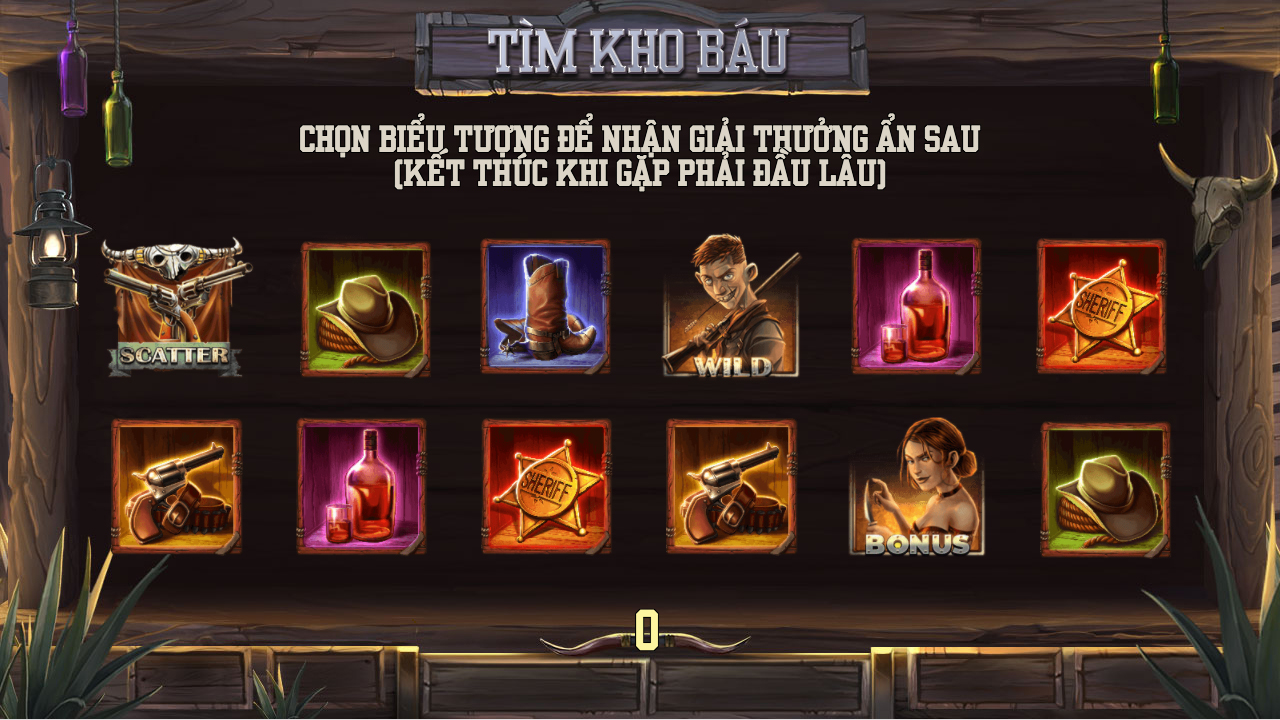 TÌM KHO BÁU
CHỌN BIỂU TƯỢNG ĐỂ NHẬN GIẢI THƯỞNG ẨN SAU
(KẾT THÚC KHI GẶP PHẢI ĐẦU LÂU)
SCATTER
WILD
SHERIFF
SHERIFF
BONUS
0